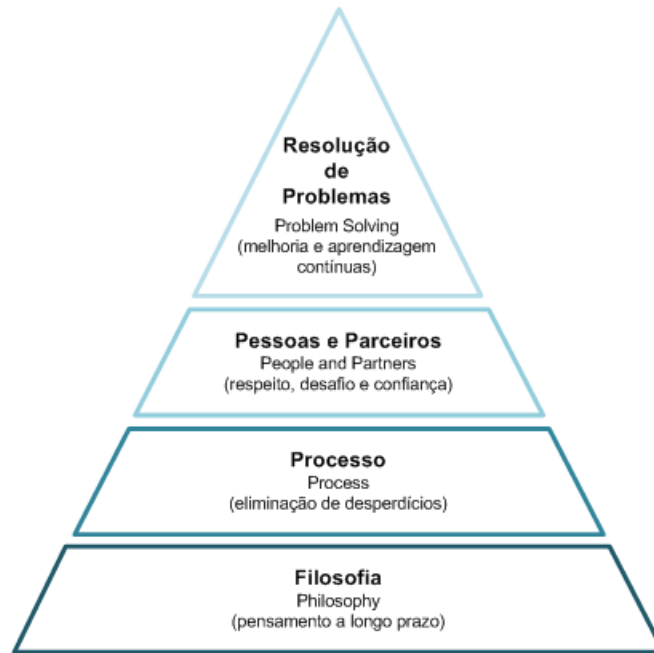 Resolução
de
Problemas
Problem Solving
(melhoria e aprendizagem
contínuas)
Pessoas e Parceiros
People and Partners
(respeito, desafio e confiança)
Processo
Process
(eliminação de desperdícios)
Filosofia
Philosophy
(pensamento a longo prazo)